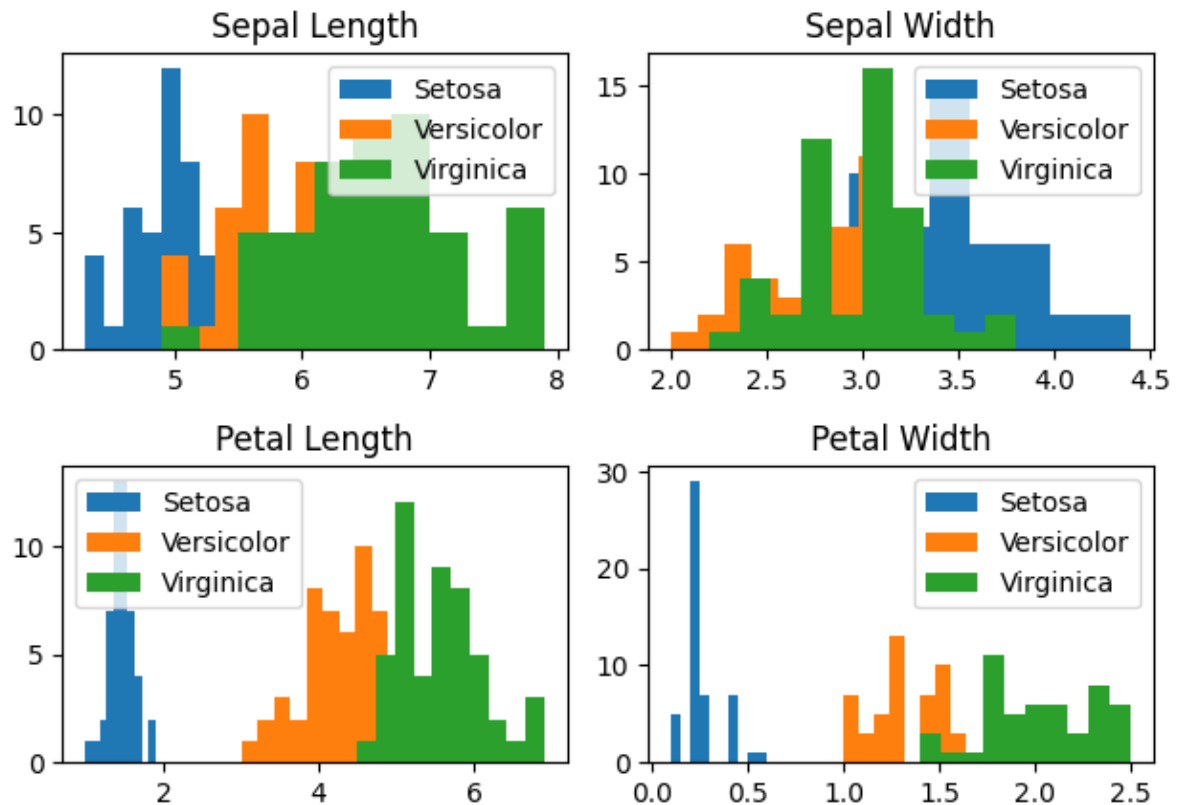 Sepal Length
Setosa
Versicolor
Virginica
10
5
0
5
6
7
8
Sepal Width
Setosa
Versicolor
Virginica
15
10
5
0
2.0
2.5
3.0
3.5
4.0
4.5
Petal Length
Setosa
Versicolor
Virginica
10
5
0
2
4
6
Petal Width
Setosa
Versicolor
Virginica
30
20
10
0
0.0
0.5
1.0
1.5
2.0
2.5